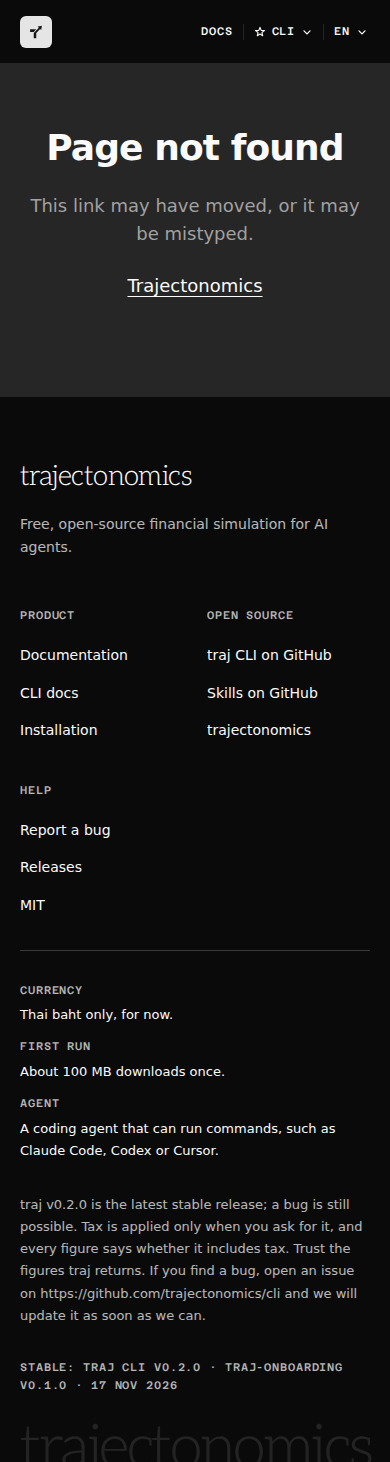 DOCS
CLI
EN
Page not found
This link may have moved, or it may
be mistyped.
Trajectonomics
trajectonomics
Free, open-source financial simulation for AI
agents.
PRODUCT
Documentation
CLI docs
Installation
OPEN SOURCE
traj CLI on GitHub
Skills on GitHub
trajectonomics
HELP
Report a bug
Releases
MIT
CURRENCY
Thai baht only, for now.
FIRST RUN
About 100 MB downloads once.
AGENT
A coding agent that can run commands, such as
Claude Code, Codex or Cursor.
traj v0.2.0 is the latest stable release; a bug is still
possible. Tax is applied only when you ask for it, and
every figure says whether it includes tax. Trust the
figures traj returns. If you find a bug, open an issue
on https://github.com/trajectonomics/cli and we will
update it as soon as we can.
STABLE: TRAJ CLI V0.2.0 · TRAJ-ONBOARDING
V0.1.0 · 17 NOV 2026
trajectonomics